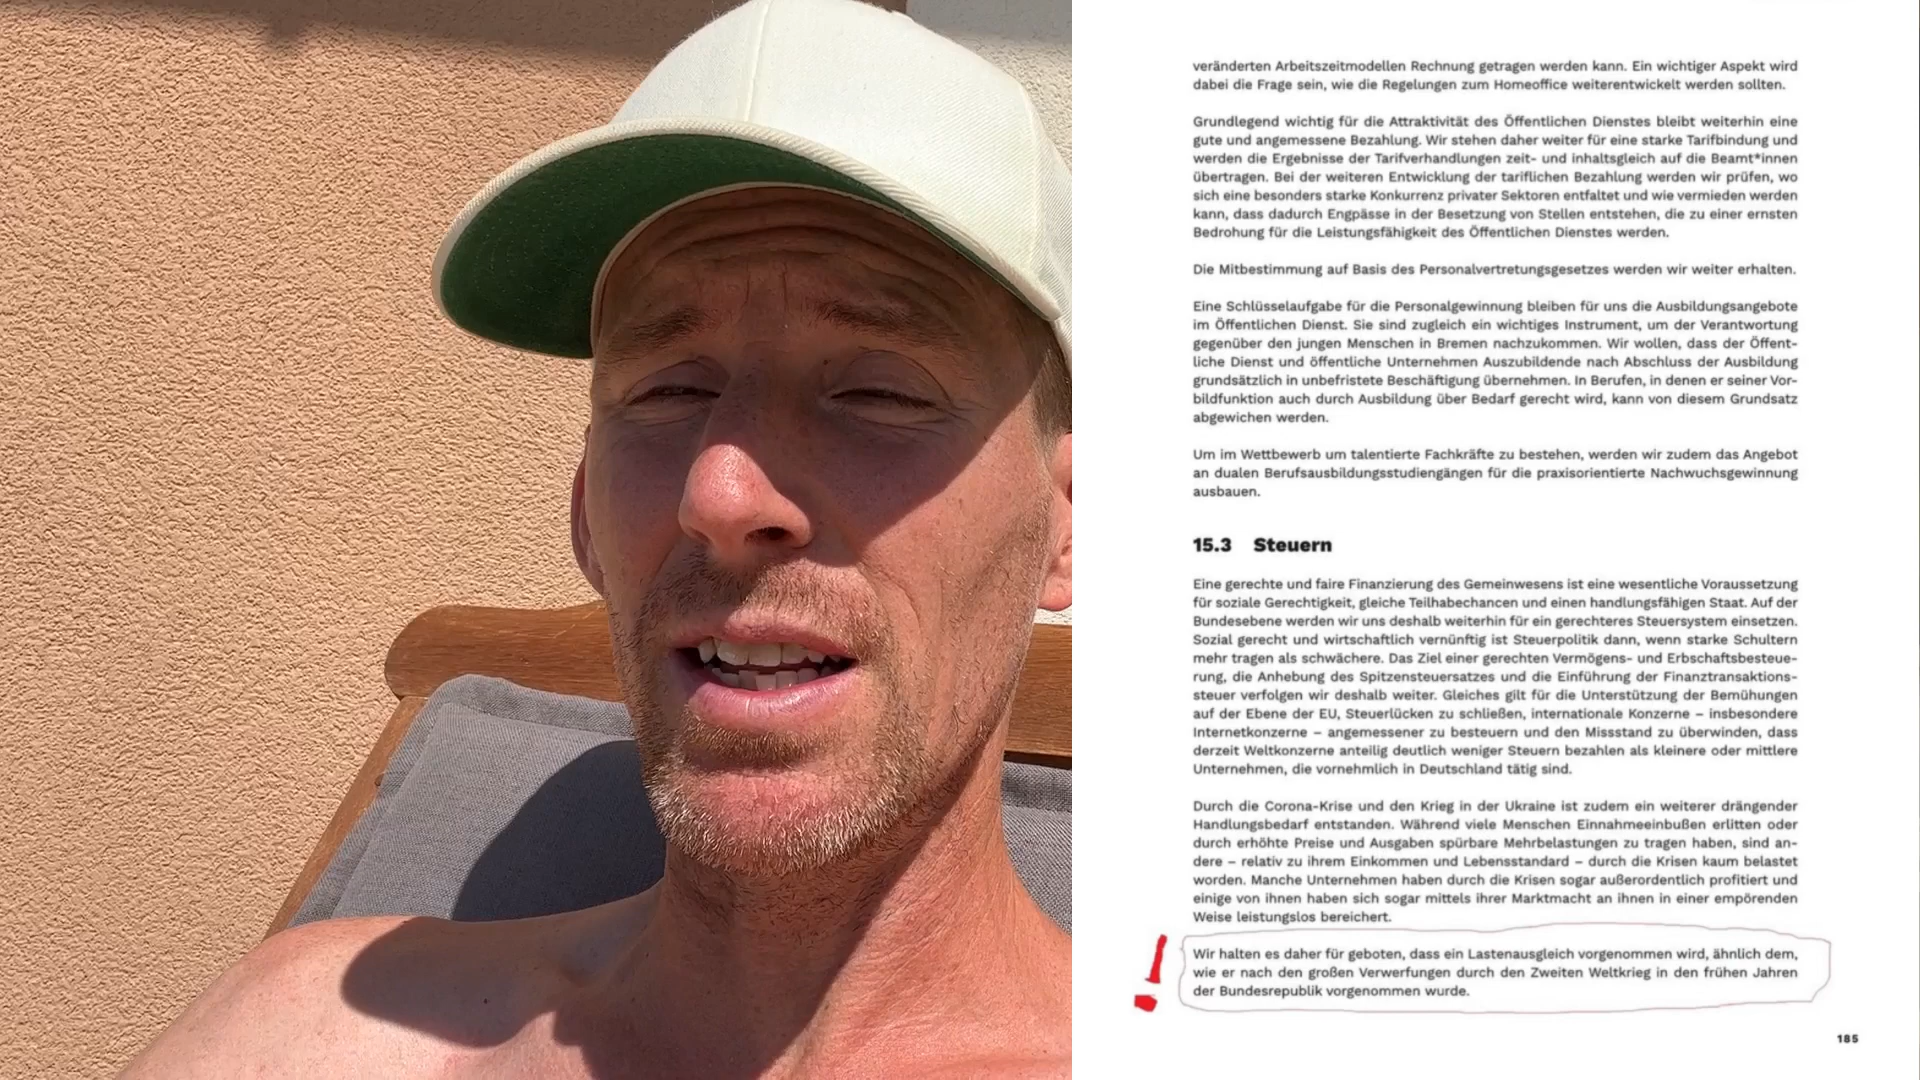 veränderten Arbeitszeitmodellen Rechnung getragen werden kann. Ein wichtiger Aspekt wird
dabei die Frage sein, wie die Regelungen zum Homeoffice weiterentwickelt werden sollten.
Grundlegend wichtig für die Attraktivität des Öffentlichen Dienstes bleibt weiterhin eine
gute und angemessene Bezahlung. Wir stehen daher weiter für eine starke Tarifbindung und
werden die Ergebnisse der Tarifverhandlungen zeit- und inhaltsgleich auf die Beamt*innen
übertragen. Bei der weiteren Entwicklung der tariflichen Bezahlung werden wir prüfen, wo
sich eine besonders starke Konkurrenz privater Sektoren entfaltet und wie vermieden werden
kann, dass dadurch Engpässe in der Besetzung von Stellen entstehen, die zu einer ernsten
Bedrohung für die Leistungsfähigkeit des Öffentlichen Dienstes werden.
Die Mitbestimmung auf Basis des Personalvertretungsgesetzes werden wir weiter erhalten.
Eine Schlüsselaufgabe für die Personalgewinnung bleiben für uns die Ausbildungsangebote
im Öffentlichen Dienst. Sie sind zugleich ein wichtiges Instrument, um der Verantwortung
gegenüber den jungen Menschen in Bremen nachzukommen. Wir wollen, dass der Öffent-
liche Dienst und öffentliche Unternehmen Auszubildende nach Abschluss der Ausbildung
grundsätzlich in unbefristete Beschäftigung übernehmen. In Berufen, in denen er seiner Vor-
bildfunktion auch durch Ausbildung über Bedarf gerecht wird, kann von diesem Grundsatz
abgewichen werden.
Um im Wettbewerb um talentierte Fachkräfte zu bestehen, werden wir zudem das Angebot
an dualen Berufsausbildungsstudiengängen für die praxisorientierte Nachwuchsgewinnung
ausbauen.
15.3 Steuern
Eine gerechte und faire Finanzierung des Gemeinwesens ist eine wesentliche Voraussetzung
für soziale Gerechtigkeit, gleiche Teilhabechancen und einen handlungsfähigen Staat. Auf der
Bundesebene werden wir uns deshalb weiterhin für ein gerechteres Steuersystem einsetzen.
Sozial gerecht und wirtschaftlich vernünftig ist Steuerpolitik dann, wenn starke Schultern
mehr tragen als schwächere. Das Ziel einer gerechten Vermögens- und Erbschaftsbesteue-
rung, die Anhebung des Spitzensteuersatzes und die Einführung der Finanztransaktions-
steuer verfolgen wir deshalb weiter. Gleiches gilt für die Unterstützung der Bemühungen
auf der Ebene der EU, Steuerlücken zu schließen, internationale Konzerne – insbesondere
Internetkonzerne – angemessener zu besteuern und den Missstand zu überwinden, dass
derzeit Weltkonzerne anteilig deutlich weniger Steuern bezahlen als kleinere oder mittlere
Unternehmen, die vornehmlich in Deutschland tätig sind.
Durch die Corona-Krise und den Krieg in der Ukraine ist zudem ein weiterer drängender
Handlungsbedarf entstanden. Während viele Menschen Einnahmeeinbußen erlitten oder
durch erhöhte Preise und Ausgaben spürbare Mehrbelastungen zu tragen haben, sind an-
dere – relativ zu ihrem Einkommen und Lebensstandard – durch die Krisen kaum belastet
worden. Manche Unternehmen haben durch die Krisen sogar außerordentlich profitiert und
einige von ihnen haben sich sogar mittels ihrer Marktmacht an ihnen in einer empörenden
Weise leistungslos bereichert.
! Wir halten es daher für geboten, dass ein Lastenausgleich vorgenommen wird, ähnlich dem,
wie er nach den großen Verwerfungen durch den Zweiten Weltkrieg in den frühen Jahren
der Bundesrepublik vorgenommen wurde.
185